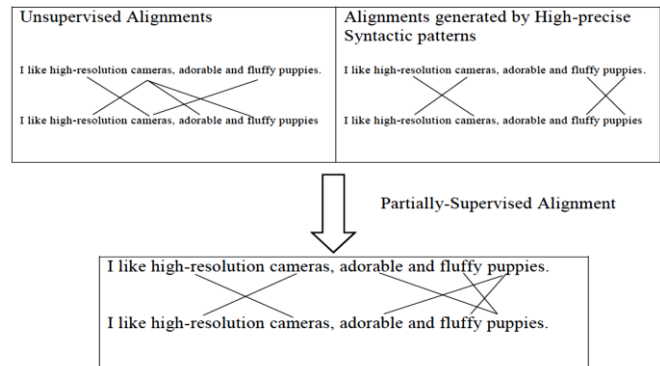 Unsupervised Alignments
I like high-resolution cameras, adorable and fluffy puppies.
I like high-resolution cameras, adorable and fluffy puppies
Alignments generated by High-precise
Syntactic patterns
I like high-resolution cameras, adorable and fluffy puppies.
I like high-resolution cameras, adorable and fluffy puppies
Partially-Supervised Alignment
I like high-resolution cameras, adorable and fluffy puppies.
I like high-resolution cameras, adorable and fluffy puppies.